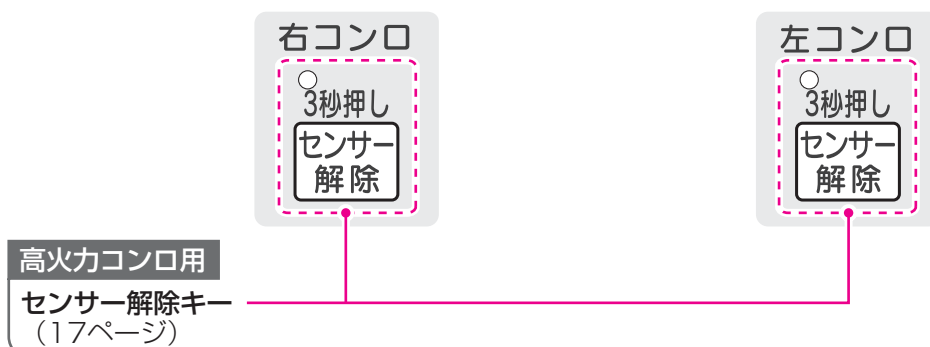 右コンロ
3秒押し
センサー
解除
左コンロ
3秒押し
センサー
解除
高火力コンロ用
センサー解除キー
（17ページ）